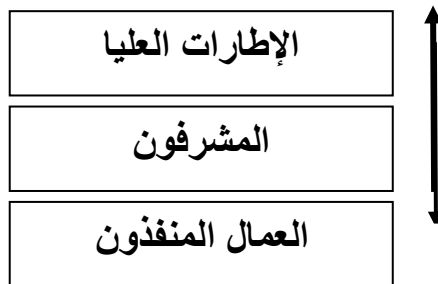 الإطارات العليا
المشرفون
العمال المنفذون